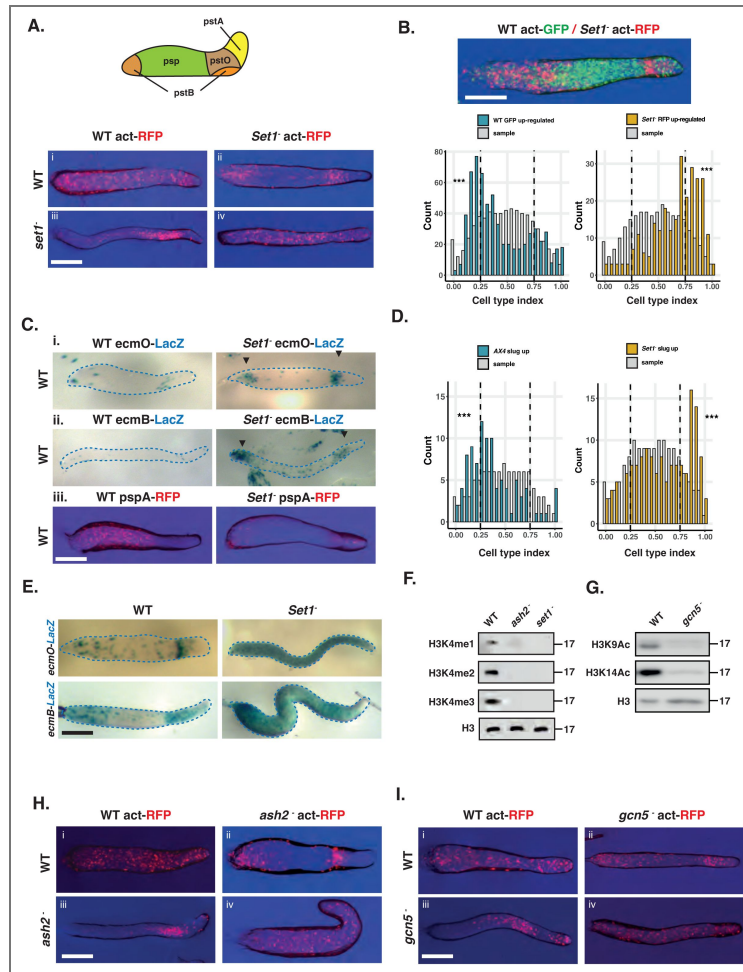 A.
pstA
psp
pstO
pstB
WT act-RFP
Set1- act-RFP
WT
i
ii
set1-
iii
iv
B.
WT act-GFP / Set1- act-RFP
WT GFP up-regulated
sample
Set1- RFP up-regulated
sample
Count
80
60
40
20
0
***
0.00 0.25 0.50 0.75 1.00
Cell type index
Count
30
20
10
0
***
0.00 0.25 0.50 0.75 1.00
Cell type index
C.
i.
WT ecmO-LacZ
Set1- ecmO-LacZ
WT
ii.
WT ecmB-LacZ
Set1- ecmB-LacZ
WT
iii.
WT pspA-RFP
Set1- pspA-RFP
WT
D.
AX4 slug up
sample
Set1- slug up
sample
Count
15
10
5
0
***
0.00 0.25 0.50 0.75 1.00
Cell type index
Count
15
10
5
0
***
0.00 0.25 0.50 0.75 1.00
Cell type index
E.
WT
Set1-
ecmO-LacZ
ecmB-LacZ
F.
WT ash2- set1-
H3K4me1 17
H3K4me2 17
H3K4me3 17
H3 17
G.
WT gcn5-
H3K9Ac 17
H3K14Ac 17
H3 17
H.
WT act-RFP
ash2- act-RFP
WT
i
ii
ash2-
iii
iv
I.
WT act-RFP
gcn5- act-RFP
WT
i
ii
gcn5-
iii
iv